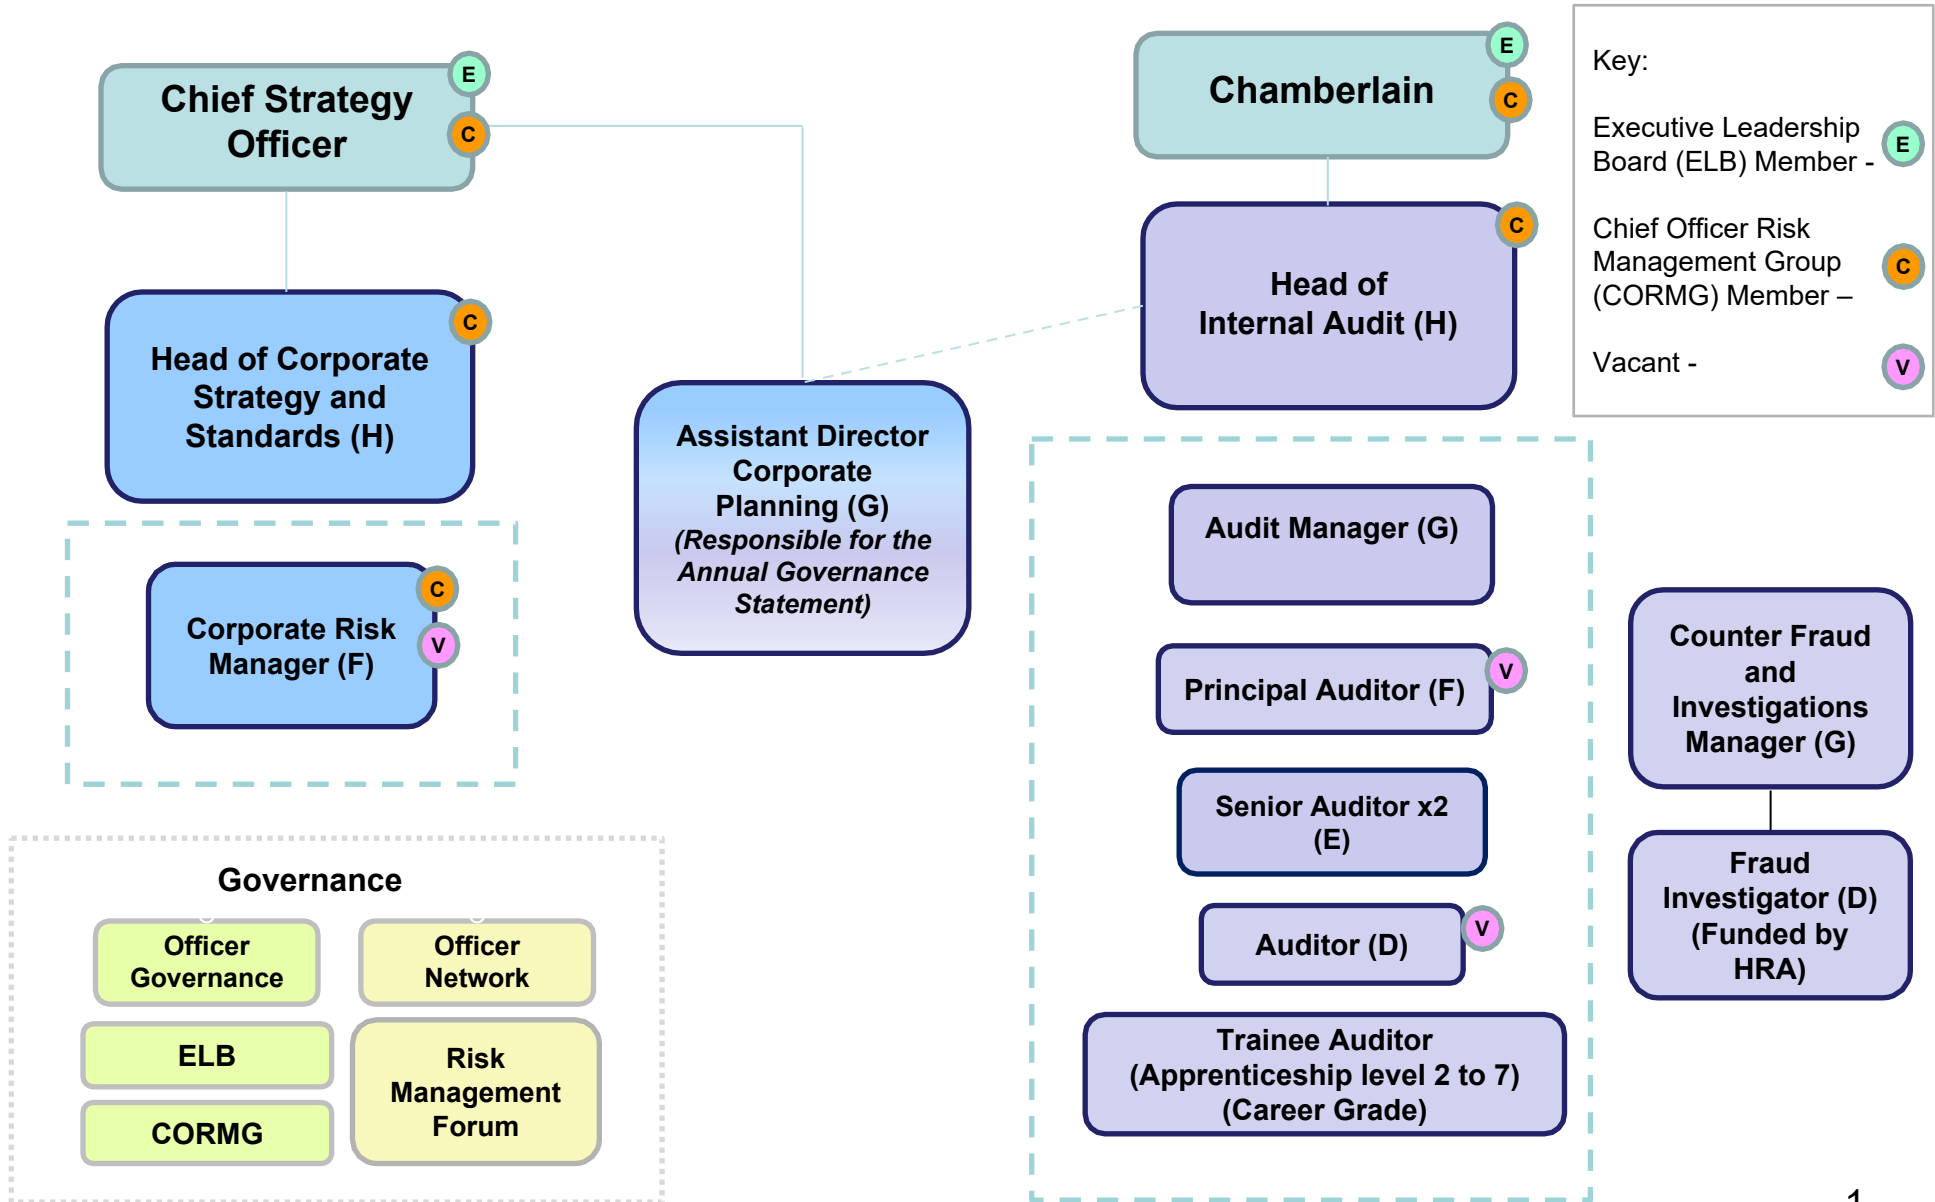 Chief Strategy
Officer
E
C
Chamberlain
E
C
Key:
Executive Leadership
Board (ELB) Member -
E
Chief Officer Risk
Management Group
(CORMG) Member –
C
Vacant -
V
Head of Corporate
Strategy and
Standards (H)
C
Head of
Internal Audit (H)
C
Assistant Director
Corporate
Planning (G)
(Responsible for the
Annual Governance
Statement)
Corporate Risk
Manager (F)
C
V
Audit Manager (G)
Principal Auditor (F)
V
Senior Auditor x2
(E)
Auditor (D)
V
Trainee Auditor
(Apprenticeship level 2 to 7)
(Career Grade)
Counter Fraud
and
Investigations
Manager (G)
Fraud
Investigator (D)
(Funded by
HRA)
Governance
Officer
Governance
ELB
CORMG
Officer
Network
Risk
Management
Forum
1